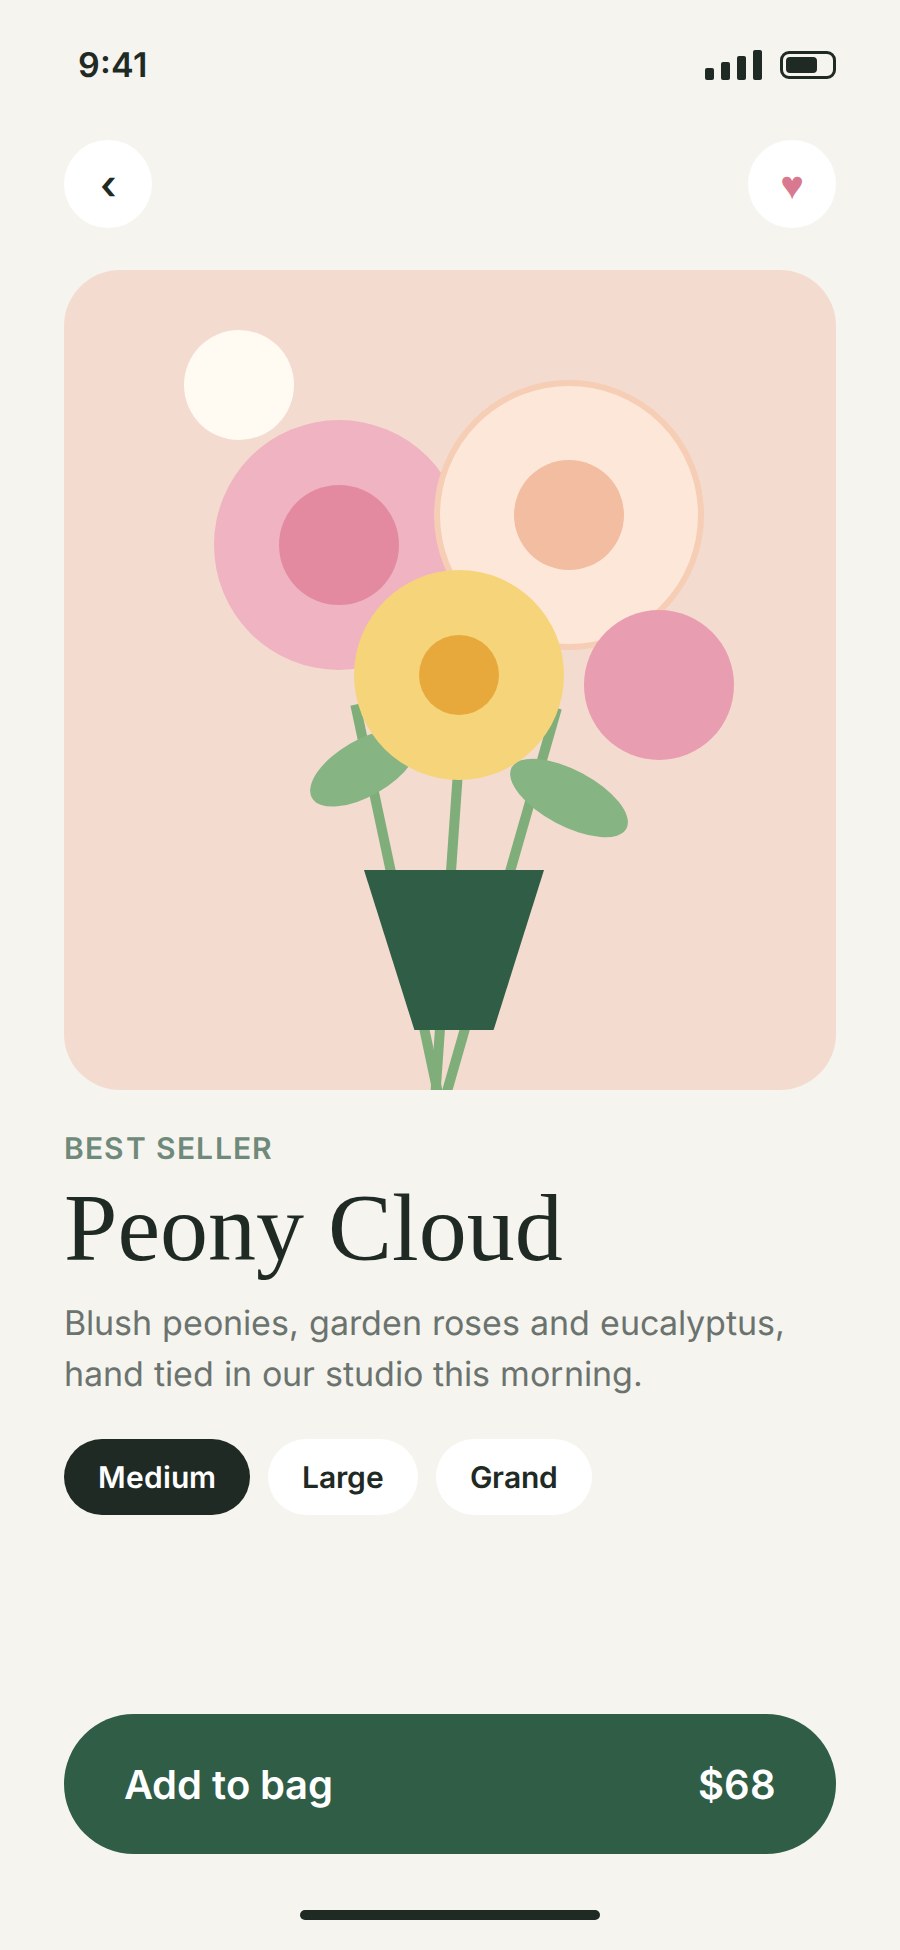 9:41
‹
♥
BEST SELLER
Peony Cloud
Blush peonies, garden roses and eucalyptus,
hand tied in our studio this morning.
Medium Large Grand
Add to bag $68